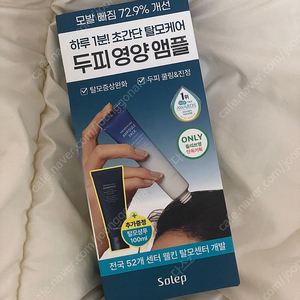 모발 빠짐 72.9% 개선
하루 1분! 초간단 탈모케어
두피 영양 앰플
탈모증상완화
두피 쿨링&진정
1위
AWARDS
ONLY
추가증정
탈모샴푸
100ml
전국 52개 센터 웰킨 탈모센터 개발
Solep